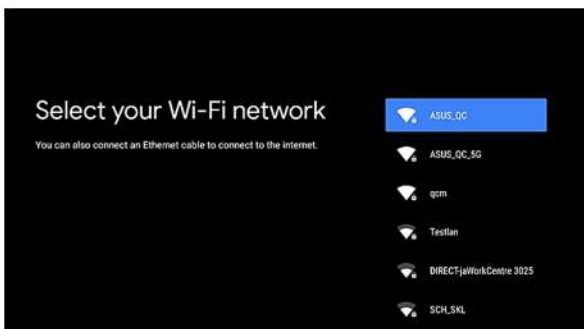 Select your Wi-Fi network
You can also connect an Ethernet cable to connect to the internet.
ASUS_QC
ASUS_QC_5G
qcm
Testlan
DIRECT-jaWorkCentre 3025
SCH_SKL